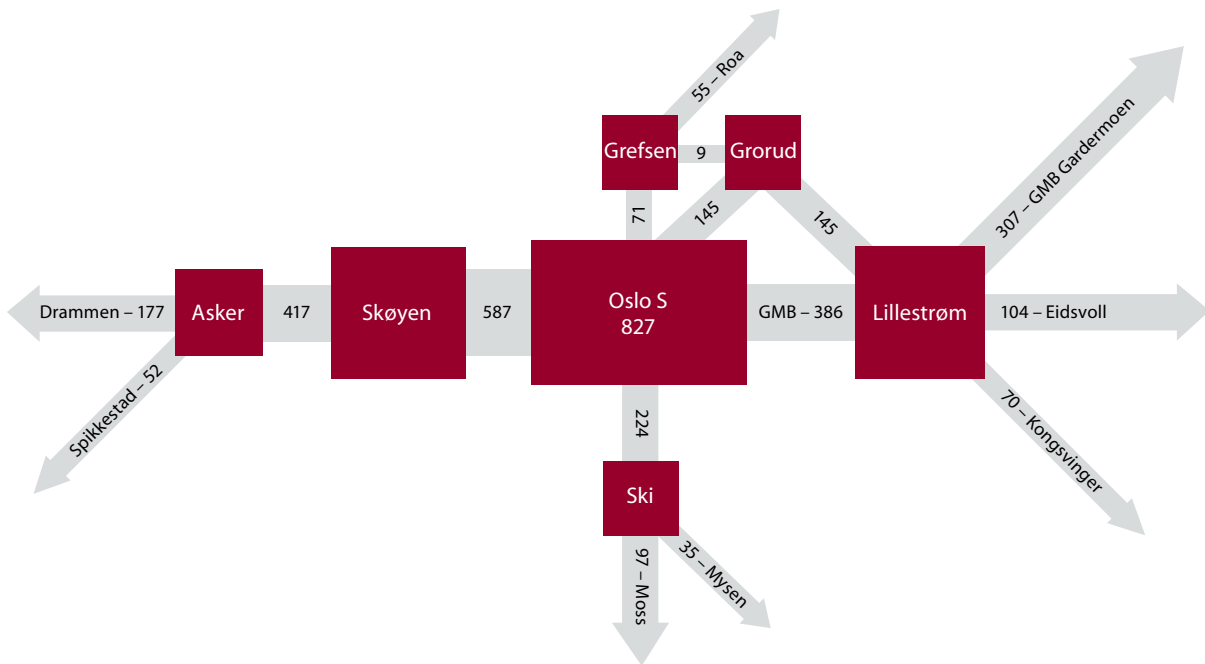 55 – Roa
Grefsen
9
Grorud
307 – GMB Gardermoen
71
145
145
Drammen – 177
Asker
417
Skøyen
587
Oslo S
827
GMB – 386
Lillestrøm
104 – Eidsvoll
Spikkestad – 52
224
70 – Kongsvinger
Ski
97 – Moss
35 – Mysen